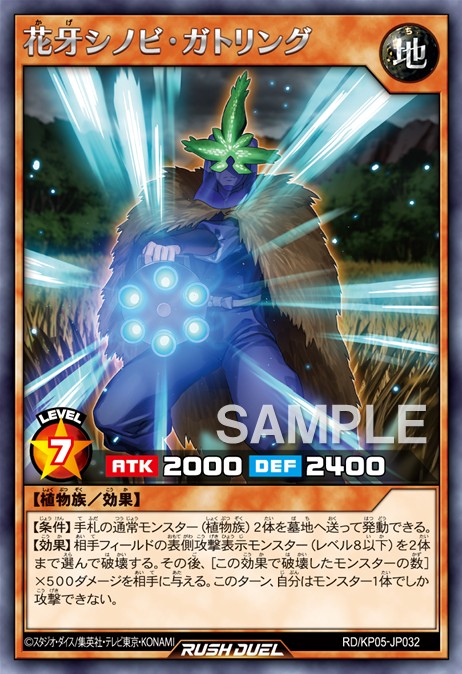 花牙シノビ・ガトリング
かげ
地
ち
SAMPLE
LEVEL
7
ATK 2000 DEF 2400
【植物族/効果】
【条件】手札の通常モンスター(植物族)2体を墓地へ送って発動できる。
【効果】相手フィールドの表側攻撃表示モンスター(レベル8以下)を2体
まで選んで破壊する。その後、[この効果で破壊したモンスターの数]
×500ダメージを相手に与える。このターン、自分はモンスター1体でしか
攻撃できない。
©スタジオ・ダイス/集英社・テレビ東京・KONAMI
RUSH DUEL
RD/KP05-JP032